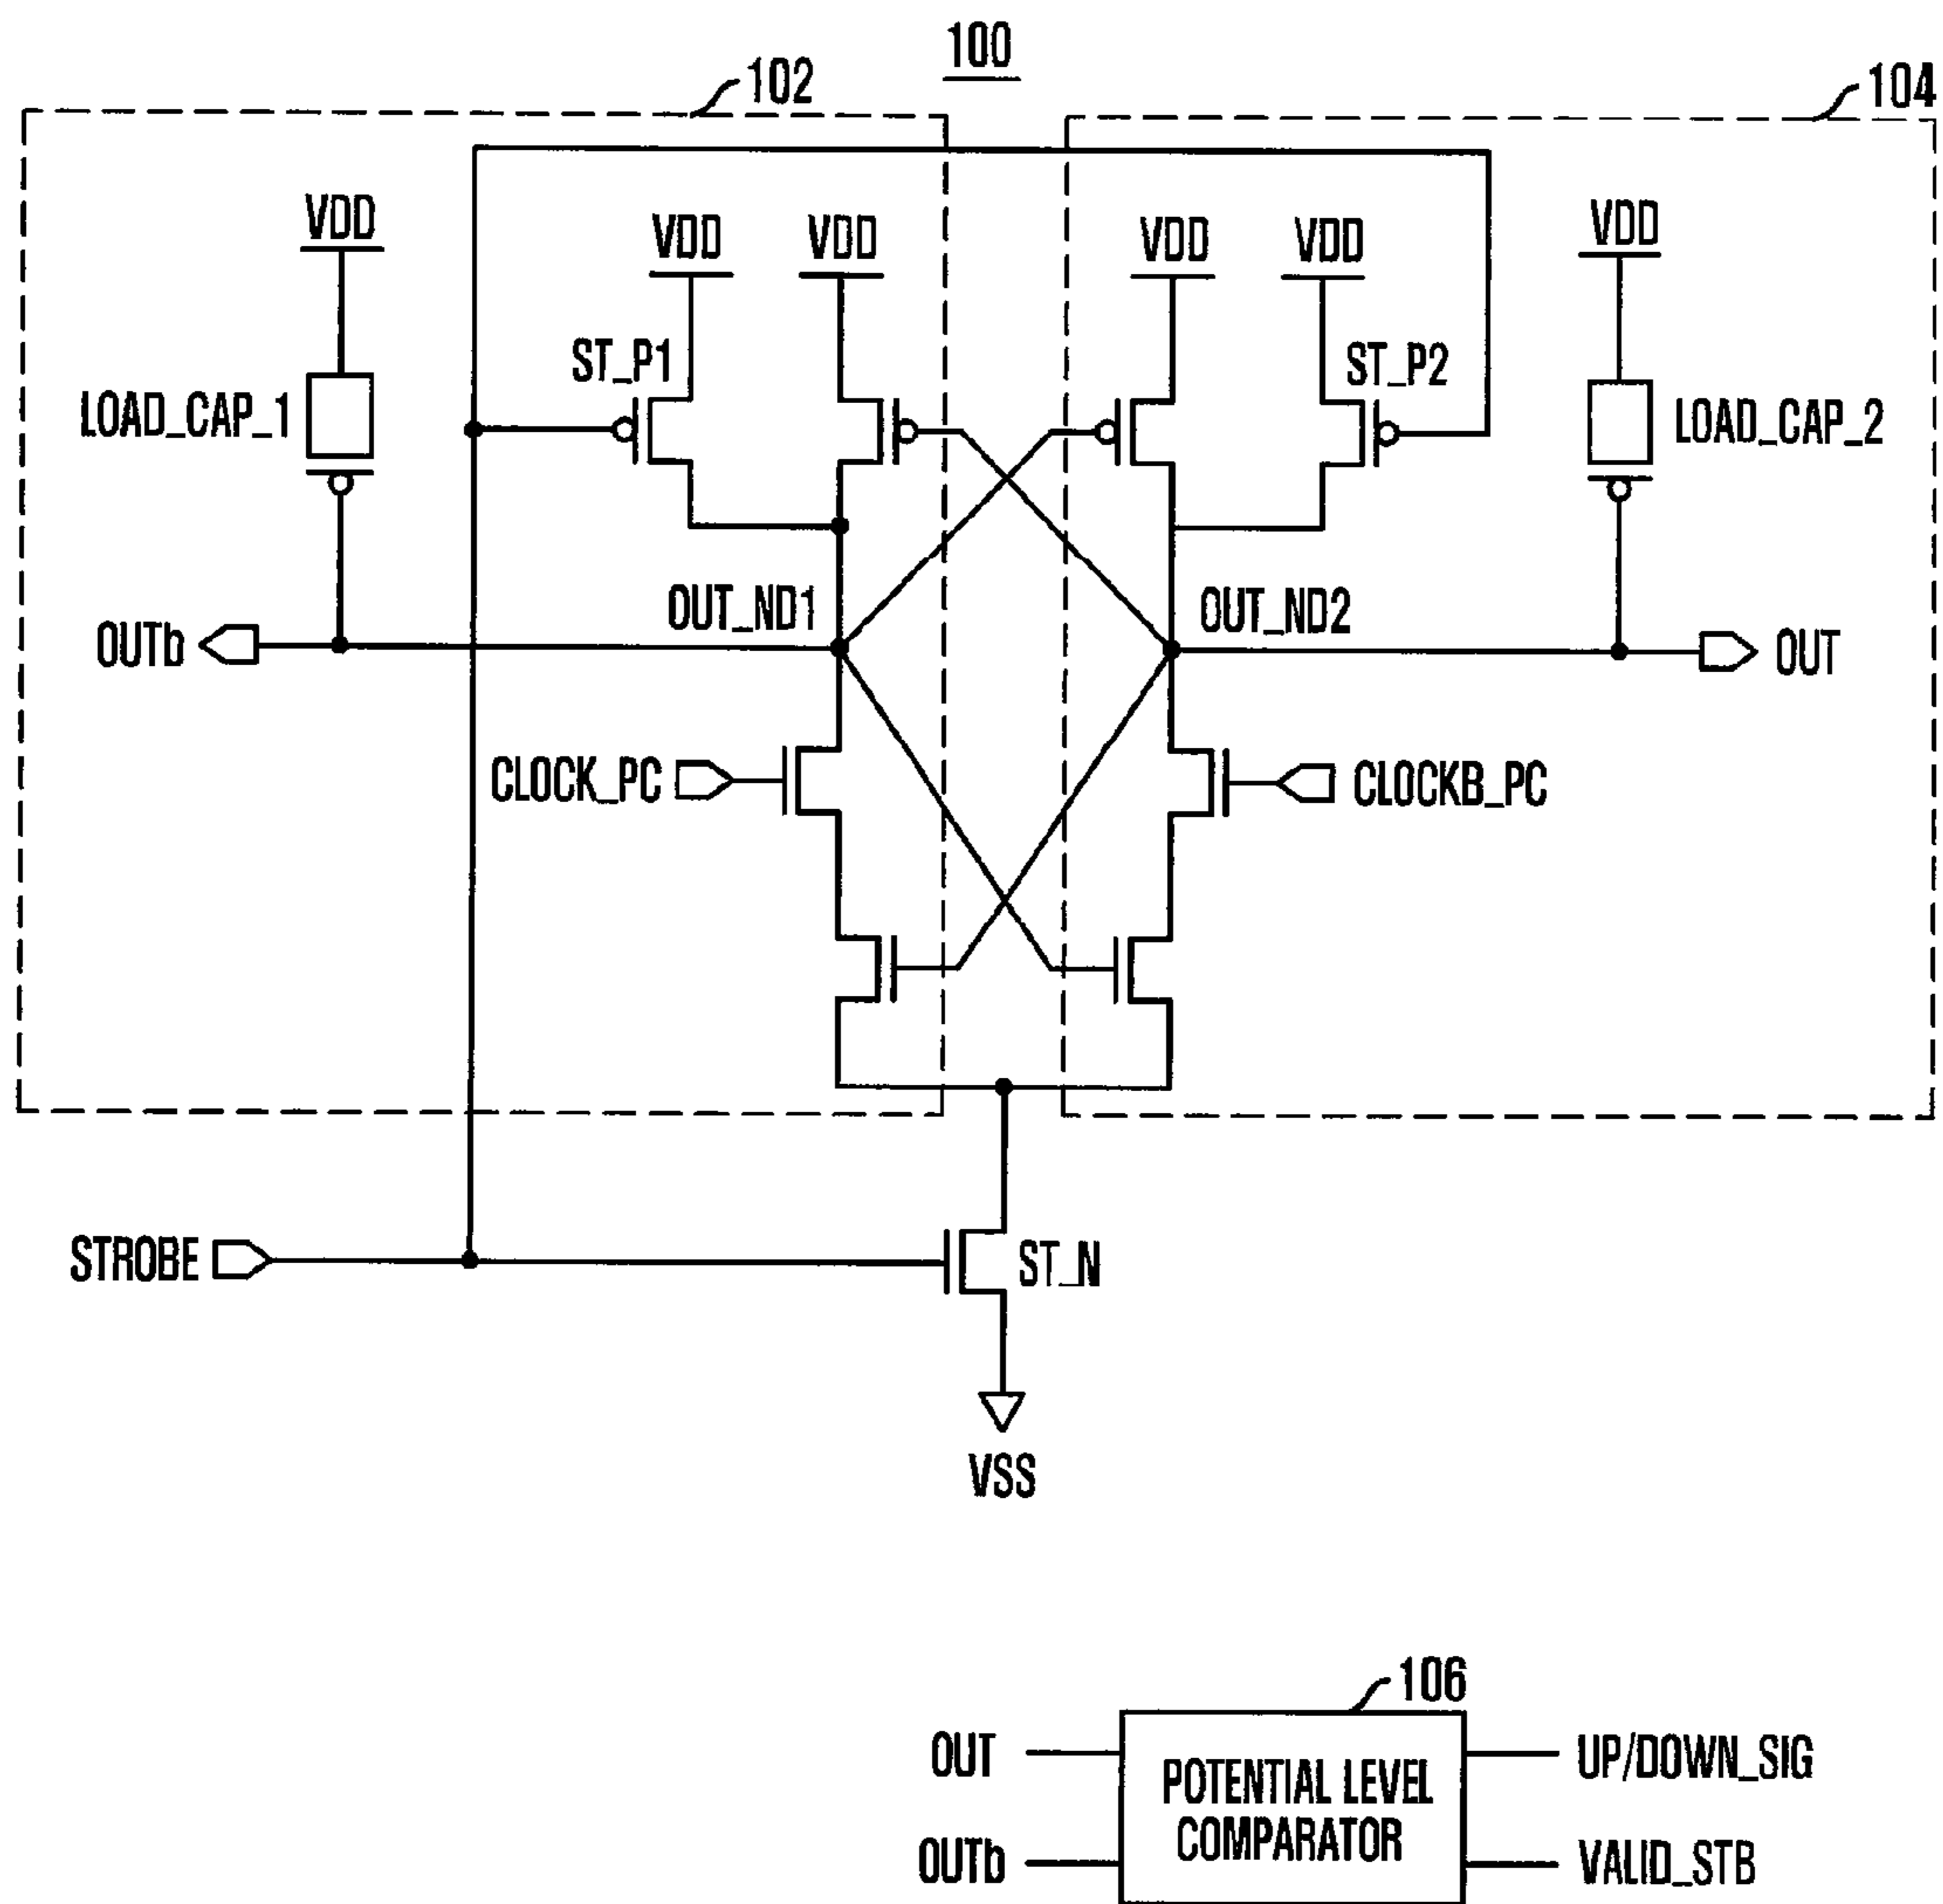 100
102
104
VDD
VDD
VDD
VDD
VDD
VDD
ST_P1
ST_P2
LOAD_CAP_1
LOAD_CAP_2
OUT_ND1
OUT_ND2
OUTb
OUT
CLOCK_PC
CLOCKB_PC
STROBE
ST_N
VSS
106
OUT
OUTb
POTENTIAL LEVEL
COMPARATOR
UP/DOWN_SIG
VALID_STB